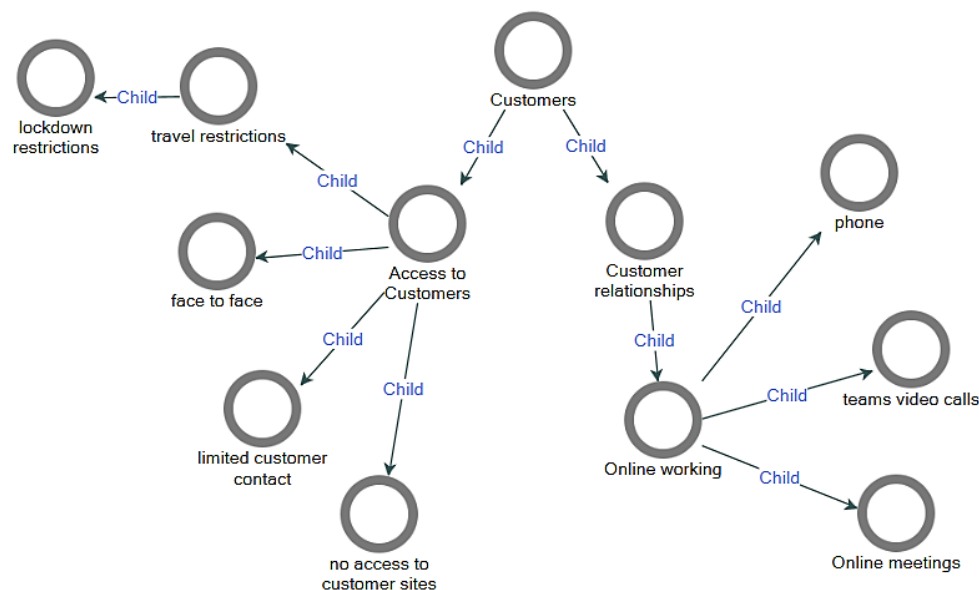 Customers
Child
Child
lockdown
restrictions
Child
travel restrictions
Child
Access to
Customers
Child
face to face
Child
limited customer
contact
Child
no access to
customer sites
Customer
relationships
Child
Online working
Child
phone
Child
teams video calls
Child
Online meetings